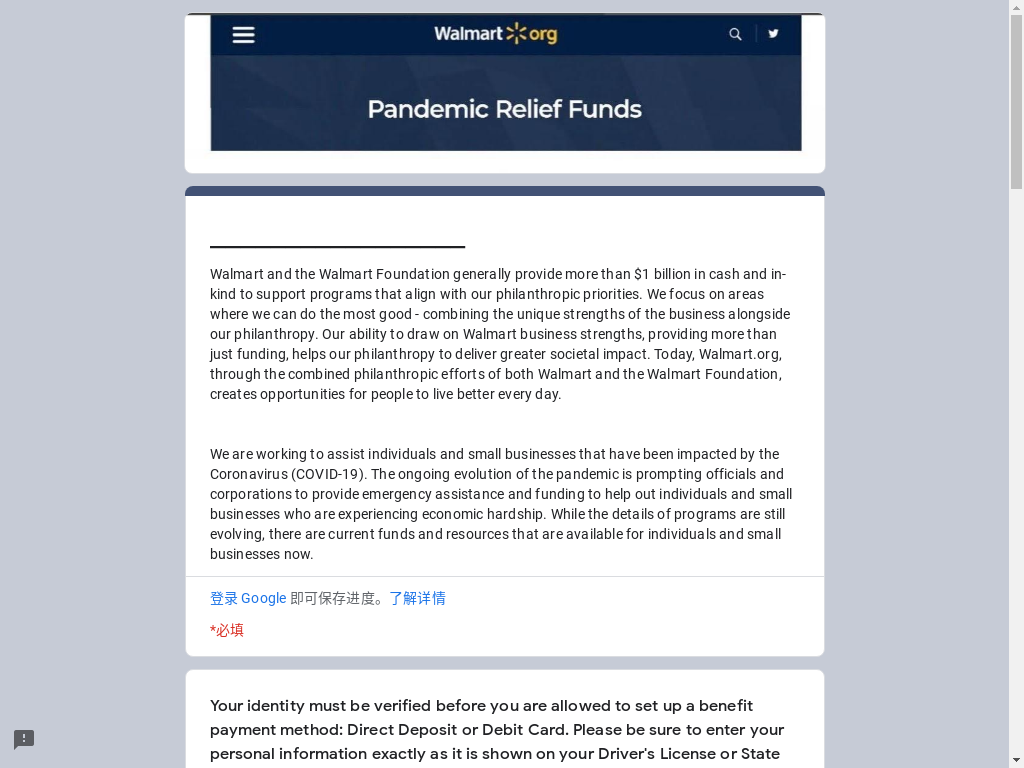 Walmart org
Pandemic Relief Funds
Walmart and the Walmart Foundation generally provide more than $1 billion in cash and in-
kind to support programs that align with our philanthropic priorities. We focus on areas
where we can do the most good - combining the unique strengths of the business alongside
our philanthropy. Our ability to draw on Walmart business strengths, providing more than
just funding, helps our philanthropy to deliver greater societal impact. Today, Walmart.org,
through the combined philanthropic efforts of both Walmart and the Walmart Foundation,
creates opportunities for people to live better every day.
We are working to assist individuals and small businesses that have been impacted by the
Coronavirus (COVID-19). The ongoing evolution of the pandemic is prompting officials and
corporations to provide emergency assistance and funding to help out individuals and small
businesses who are experiencing economic hardship. While the details of programs are still
evolving, there are current funds and resources that are available for individuals and small
businesses now.
登录 Google 即可保存进度。了解详情
*必填
Your identity must be verified before you are allowed to set up a benefit
payment method: Direct Deposit or Debit Card. Please be sure to enter your
personal information exactly as it is shown on your Driver's License or State